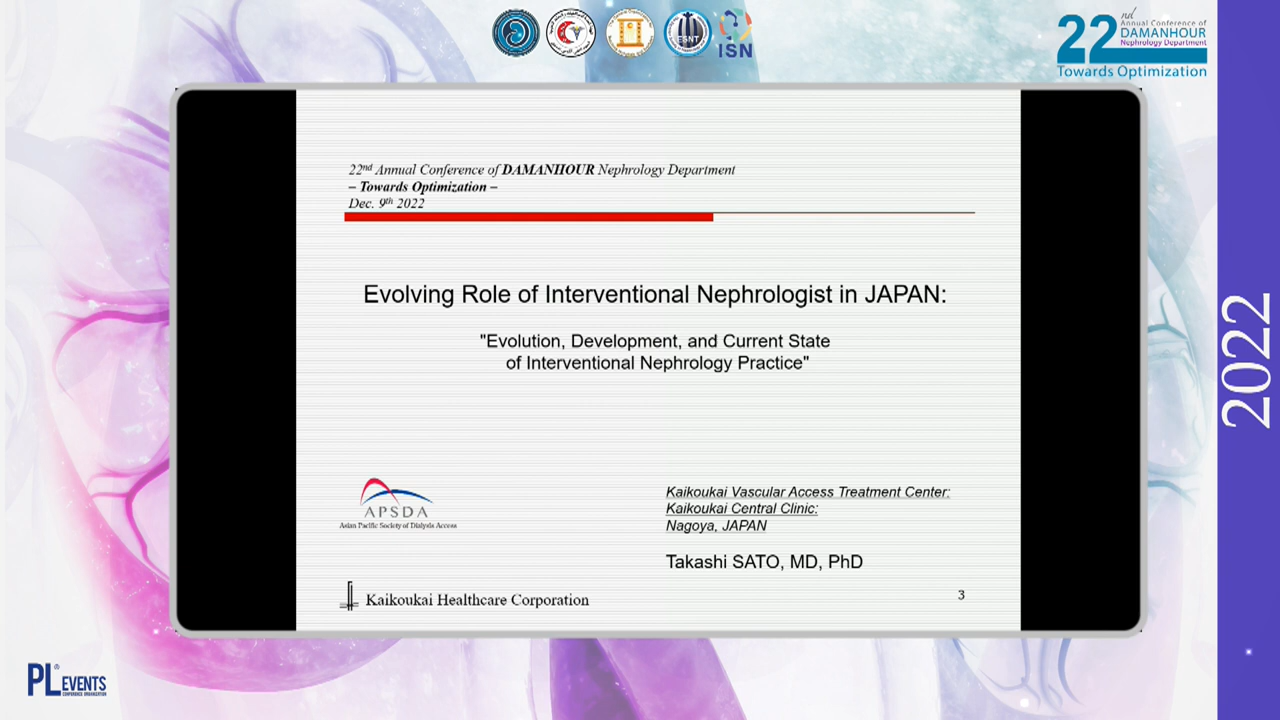 ESNT
ISN
22nd
Annual Conference of
DAMANHOUR
Nephrology Department
Towards Optimization
22nd Annual Conference of DAMANHOUR Nephrology Department
– Towards Optimization –
Dec. 9th 2022
Evolving Role of Interventional Nephrologist in JAPAN:
"Evolution, Development, and Current State
of Interventional Nephrology Practice"
APSDA
Asian Pacific Society of Dialysis Access
Kaikoukai Vascular Access Treatment Center:
Kaikoukai Central Clinic:
Nagoya, JAPAN
Takashi SATO, MD, PhD
Kaikoukai Healthcare Corporation
3
2022
PL® EVENTS
CONFERENCE ORGANIZATION